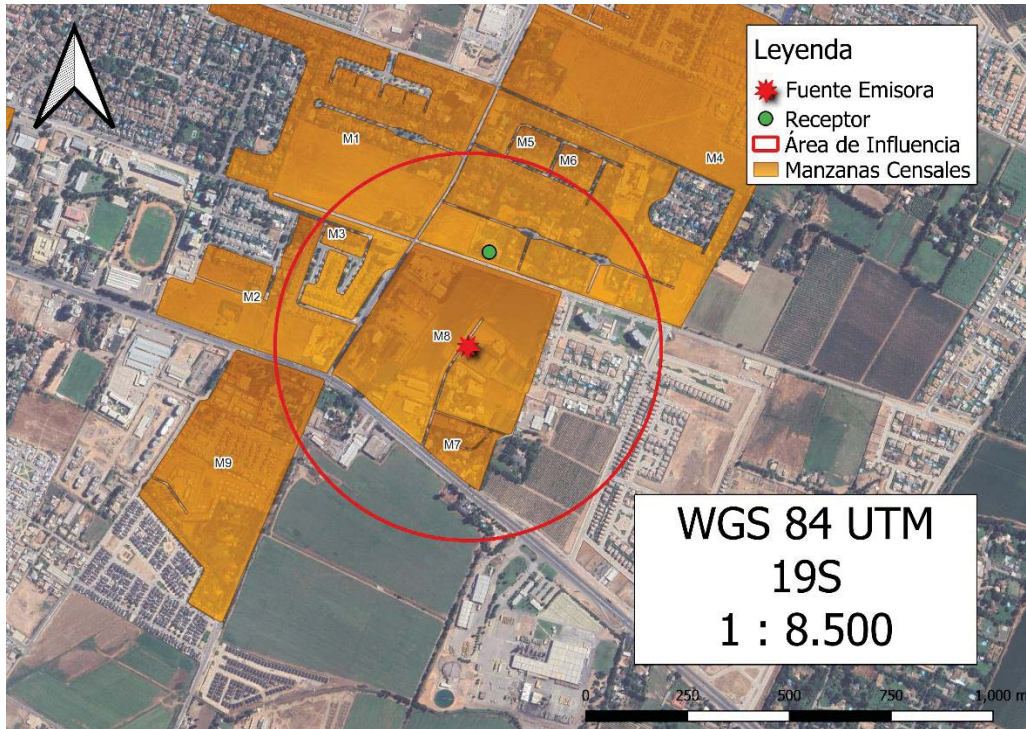 Leyenda
Fuente Emisora
Receptor
Área de Influencia
Manzanas Censales
M1
M5
M6
M4
M3
M2
M8
M7
M9
WGS 84 UTM
19S
1 : 8.500
0 250 500 750 1,000 m